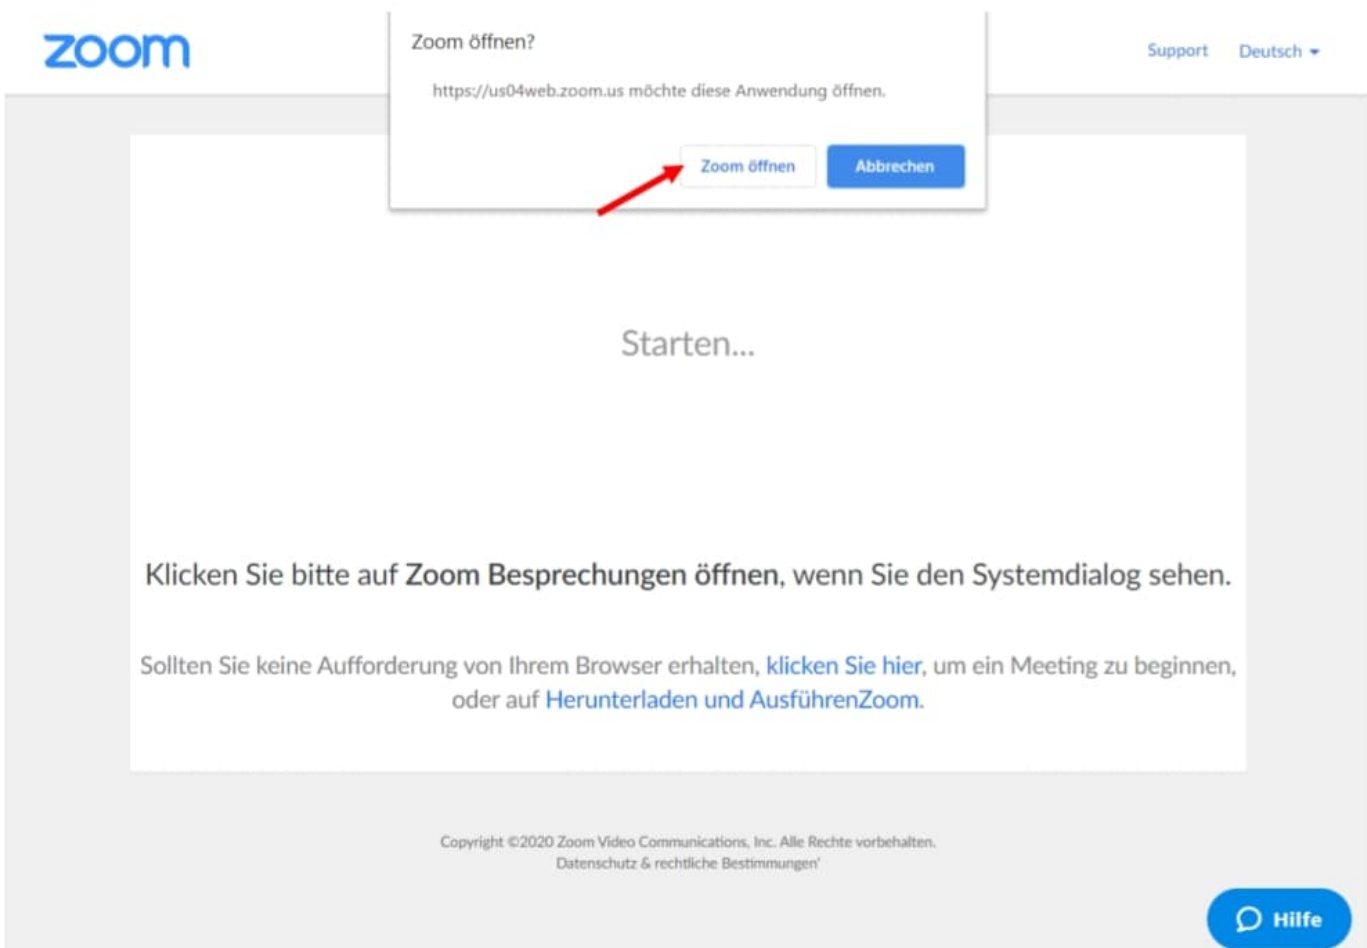 zoom
Zoom öffnen?
https://us04web.zoom.us möchte diese Anwendung öffnen.
Zoom öffnen
Abbrechen
Support
Deutsch
Starten...
Klicken Sie bitte auf Zoom Besprechungen öffnen, wenn Sie den Systemdialog sehen.
Sollten Sie keine Aufforderung von Ihrem Browser erhalten, klicken Sie hier, um ein Meeting zu beginnen,
oder auf Herunterladen und AusführenZoom.
Copyright ©2020 Zoom Video Communications, Inc. Alle Rechte vorbehalten.
Datenschutz & rechtliche Bestimmungen'
Hilfe